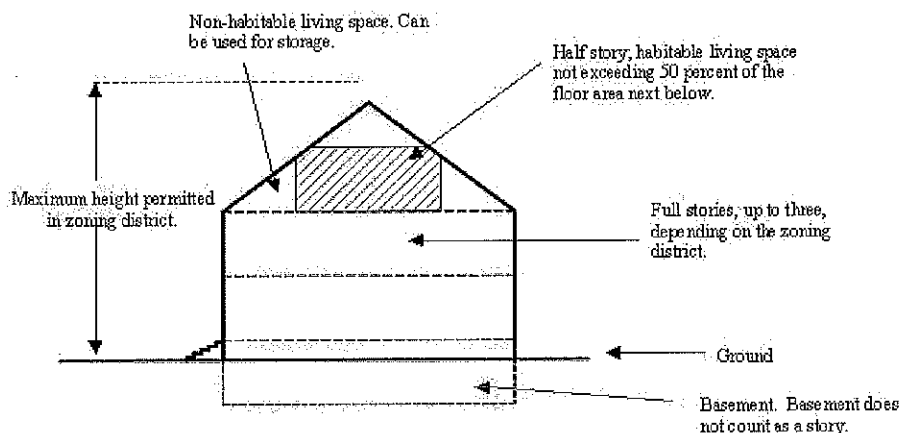 Non-habitable living space. Can
be used for storage.
Half story, habitable living space
not exceeding 50 percent of the
floor area next below.
Maximum height permitted
in zoning district.
Full stories, up to three,
depending on the zoning
district.
Ground
Basement. Basement does
not count as a story.